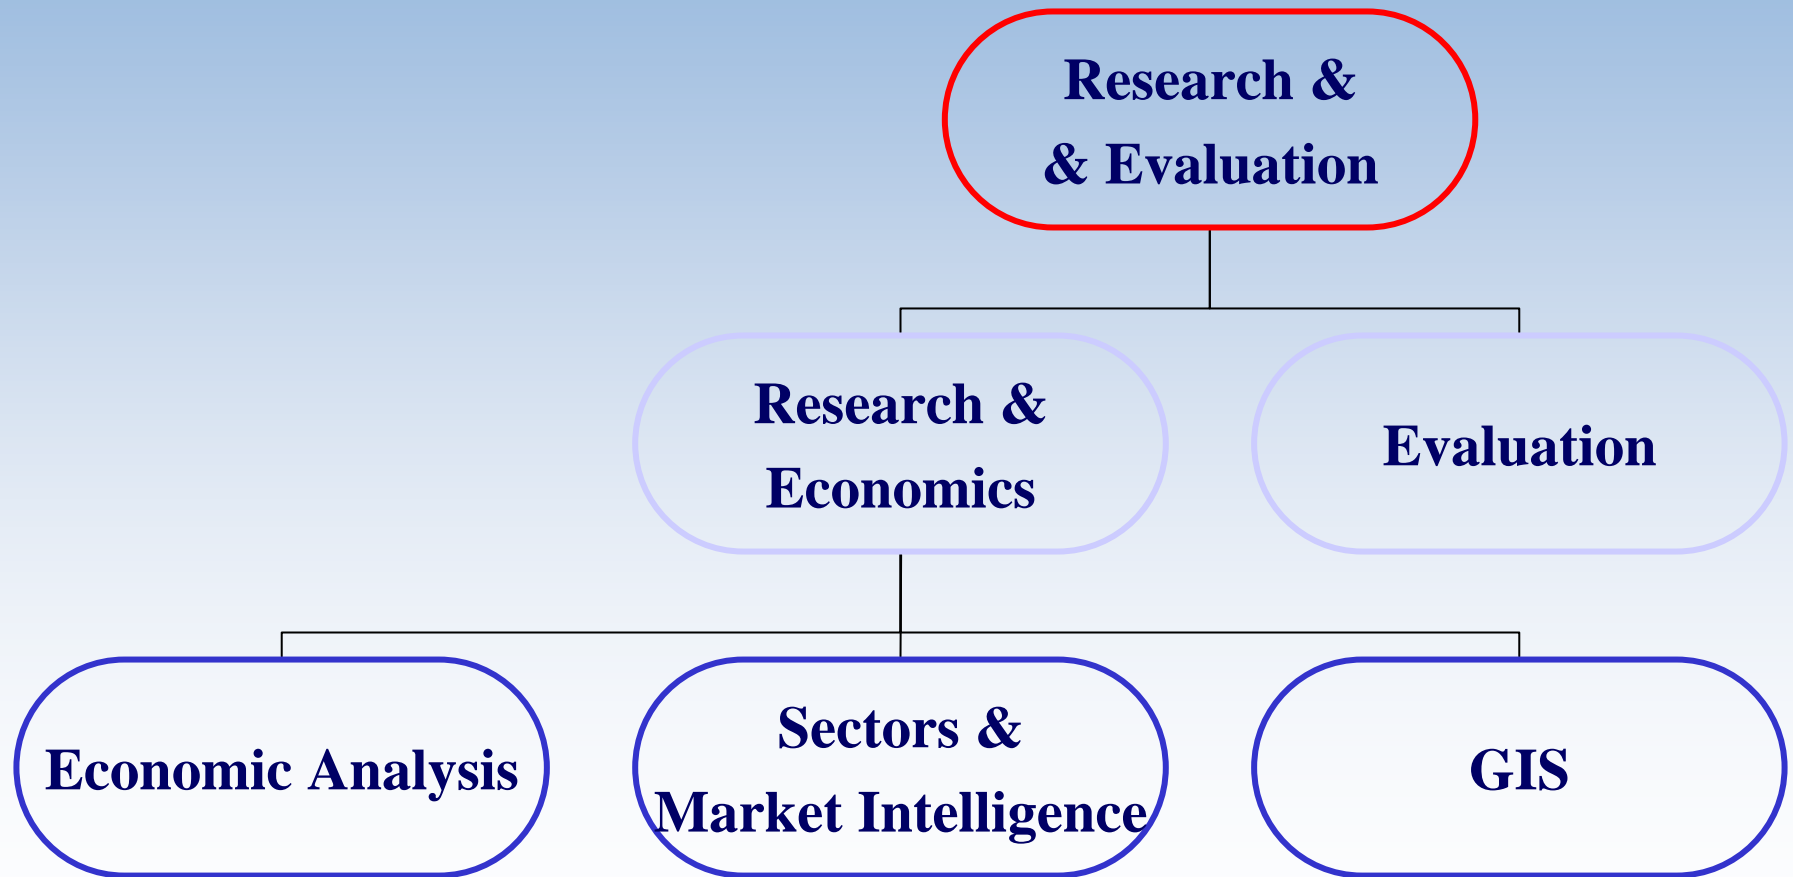 Research &
& Evaluation
Research &
Economics
Evaluation
Economic Analysis
Sectors &
Market Intelligence
GIS